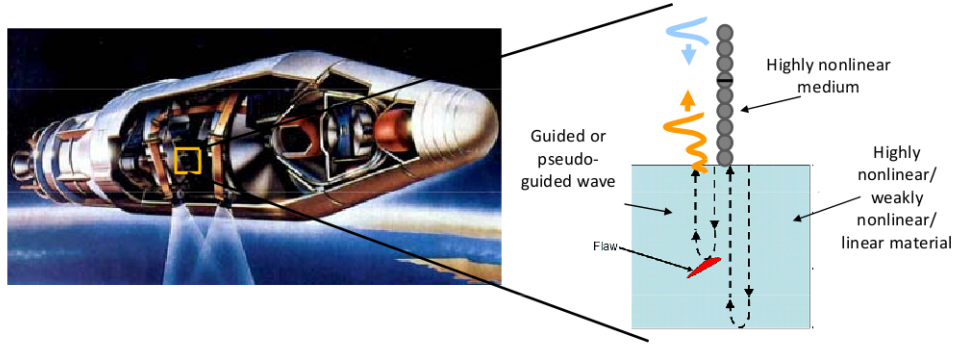 Highly nonlinear
medium
Guided or
pseudo-
guided wave
Highly
nonlinear/
weakly
nonlinear/
linear material
Flaw